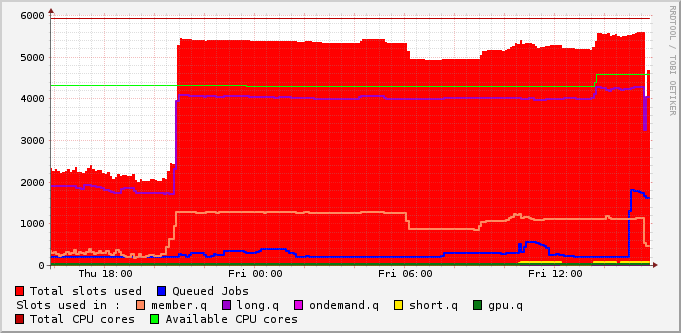 6000
5000
4000
3000
2000
1000
0
Thu 18:00 Fri 00:00 Fri 06:00 Fri 12:00
RRDTOOL / TOBI OETIKER
Total slots used Queued Jobs
Slots used in : member.q long.q ondemand.q short.q gpu.q
Total CPU cores Available CPU cores